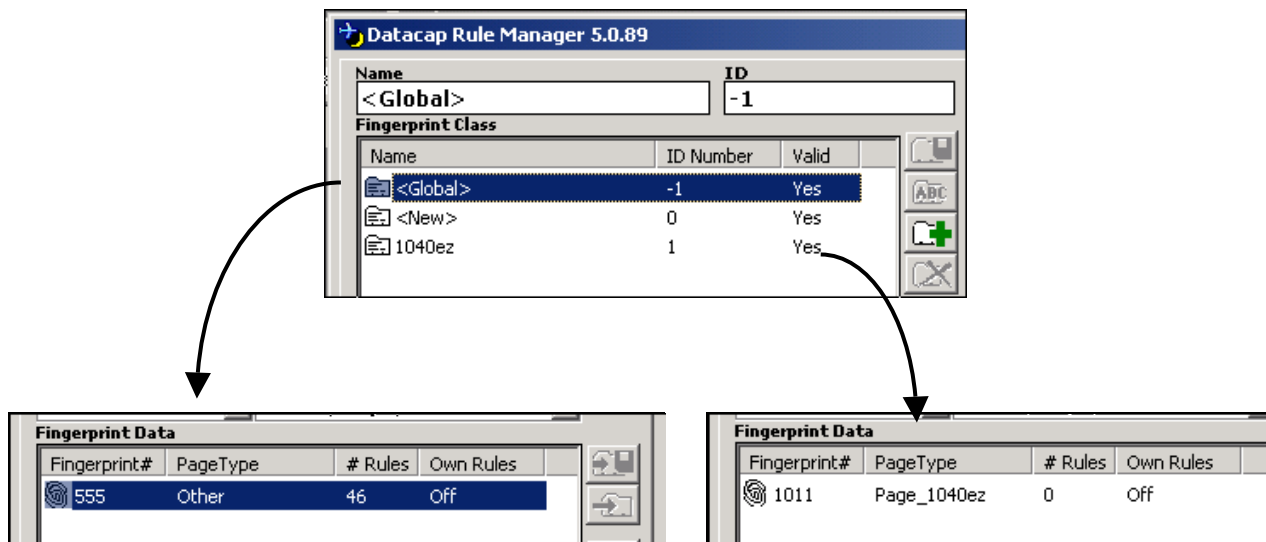 Datacap Rule Manager 5.0.89
Name ID
<Global> -1
Fingerprint Class
Name ID Number Valid
<Global> -1 Yes
<New> 0 Yes
1040ez 1 Yes
ABC
Fingerprint Data
Fingerprint# PageType # Rules Own Rules
555 Other 46 Off
Fingerprint Data
Fingerprint# PageType # Rules Own Rules
1011 Page_1040ez 0 Off